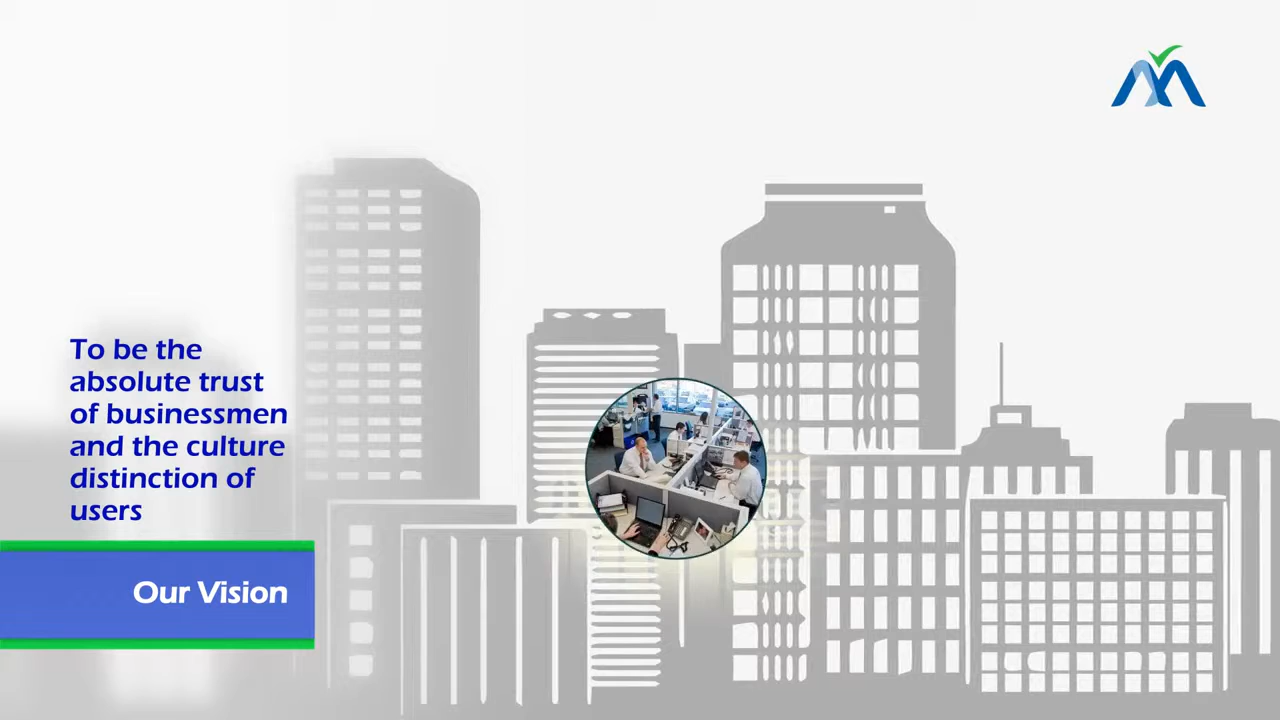 To be the
absolute trust
of businessmen
and the culture
distinction of
users
Our Vision